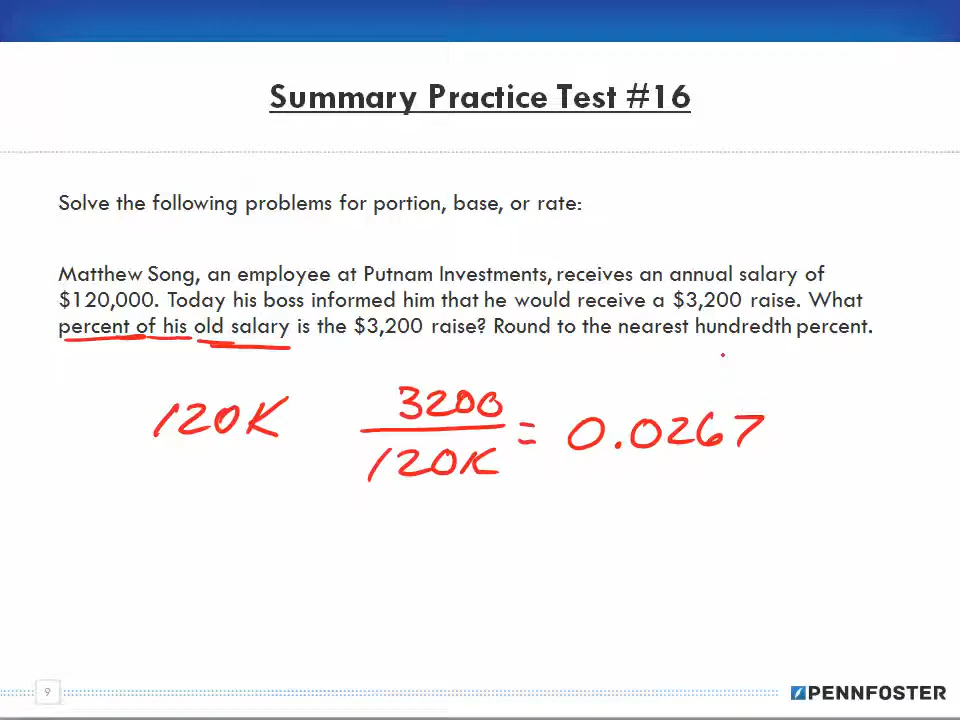 Summary Practice Test #16
Solve the following problems for portion, base, or rate:
Matthew Song, an employee at Putnam Investments, receives an annual salary of
$120,000. Today his boss informed him that he would receive a $3,200 raise. What
percent of his old salary is the $3,200 raise? Round to the nearest hundredth percent.
120K
3200
120K
= 0.0267
9
PENNFOSTER